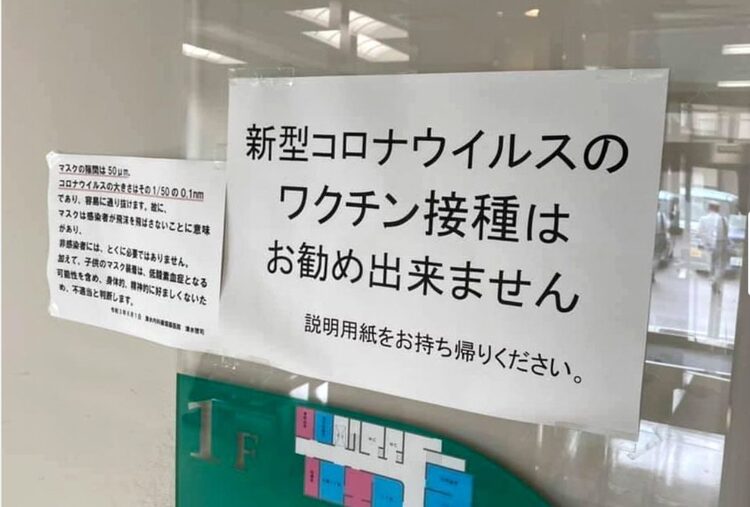 マスクの隙間は50μm。
コロナウイルスの大きさはその1/50の0.1nm
であり、容易に通り抜けます。故に、
マスクは感染者が飛沫を飛ばさないことに意味
があり、
非感染者には、とくに必要ではありません。
加えて、子供のマスク装着は、低酸素血症となる
可能性を含め、身体的、精神的に好ましくないた
め、不適当と判断します。
新型コロナウイルスの
ワクチン接種は
お勧め出来ません
説明用紙をお持ち帰りください。
1F